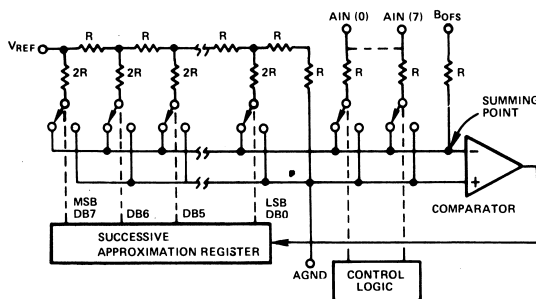 AIN (0) AIN (7) BOFS
VREF R R R R
2R 2R 2R 2R R R R R
SUMMING
POINT
−
+
COMPARATOR
MSB
DB7 DB6 DB5 LSB
DB0
SUCCESSIVE
APPROXIMATION REGISTER
AGND
CONTROL
LOGIC